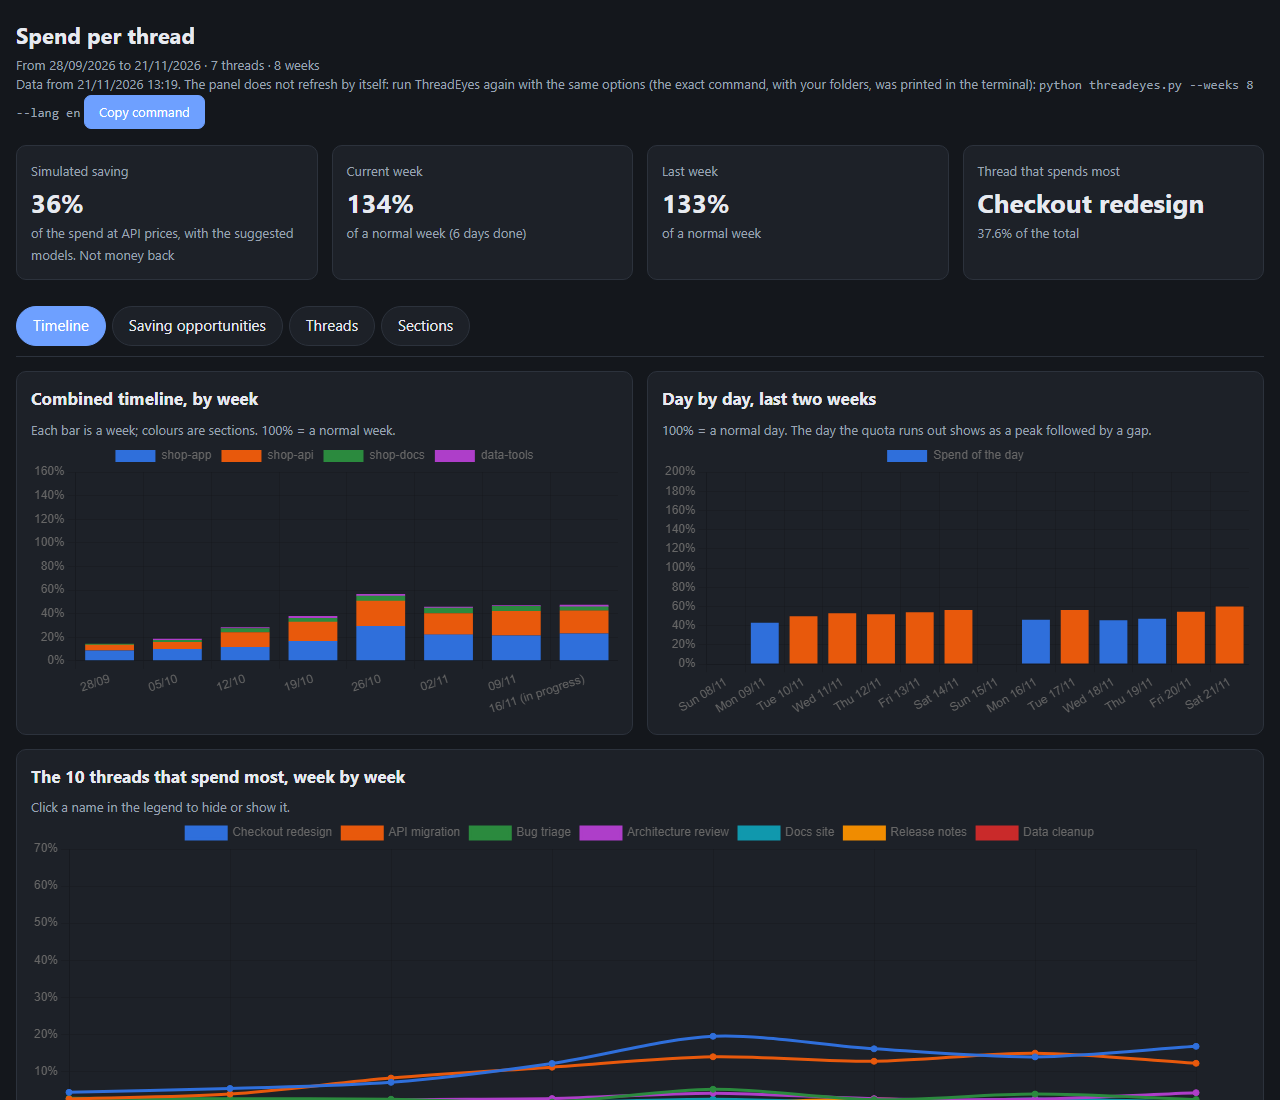 Spend per thread
From 28/09/2026 to 21/11/2026 · 7 threads · 8 weeks
Data from 21/11/2026 13:19. The panel does not refresh by itself: run ThreadEyes again with the same options (the exact command, with your folders, was printed in the terminal): python threadeyes.py --weeks 8
--lang en Copy command
Simulated saving
36%
of the spend at API prices, with the suggested
models. Not money back
Current week
134%
of a normal week (6 days done)
Last week
133%
of a normal week
Thread that spends most
Checkout redesign
37.6% of the total
Timeline Saving opportunities Threads Sections
Combined timeline, by week
Each bar is a week; colours are sections. 100% = a normal week.
shop-app shop-api shop-docs data-tools
160%
140%
120%
100%
80%
60%
40%
20%
0%
28/09 05/10 12/10 19/10 26/10 02/11 09/11 16/11 (in progress)
Day by day, last two weeks
100% = a normal day. The day the quota runs out shows as a peak followed by a gap.
Spend of the day
200%
180%
160%
140%
120%
100%
80%
60%
40%
20%
0%
Sun 08/11 Mon 09/11 Tue 10/11 Wed 11/11 Thu 12/11 Fri 13/11 Sat 14/11 Sun 15/11 Mon 16/11 Tue 17/11 Wed 18/11 Thu 19/11 Fri 20/11 Sat 21/11
The 10 threads that spend most, week by week
Click a name in the legend to hide or show it.
Checkout redesign API migration Bug triage Architecture review Docs site Release notes Data cleanup
70%
60%
50%
40%
30%
20%
10%